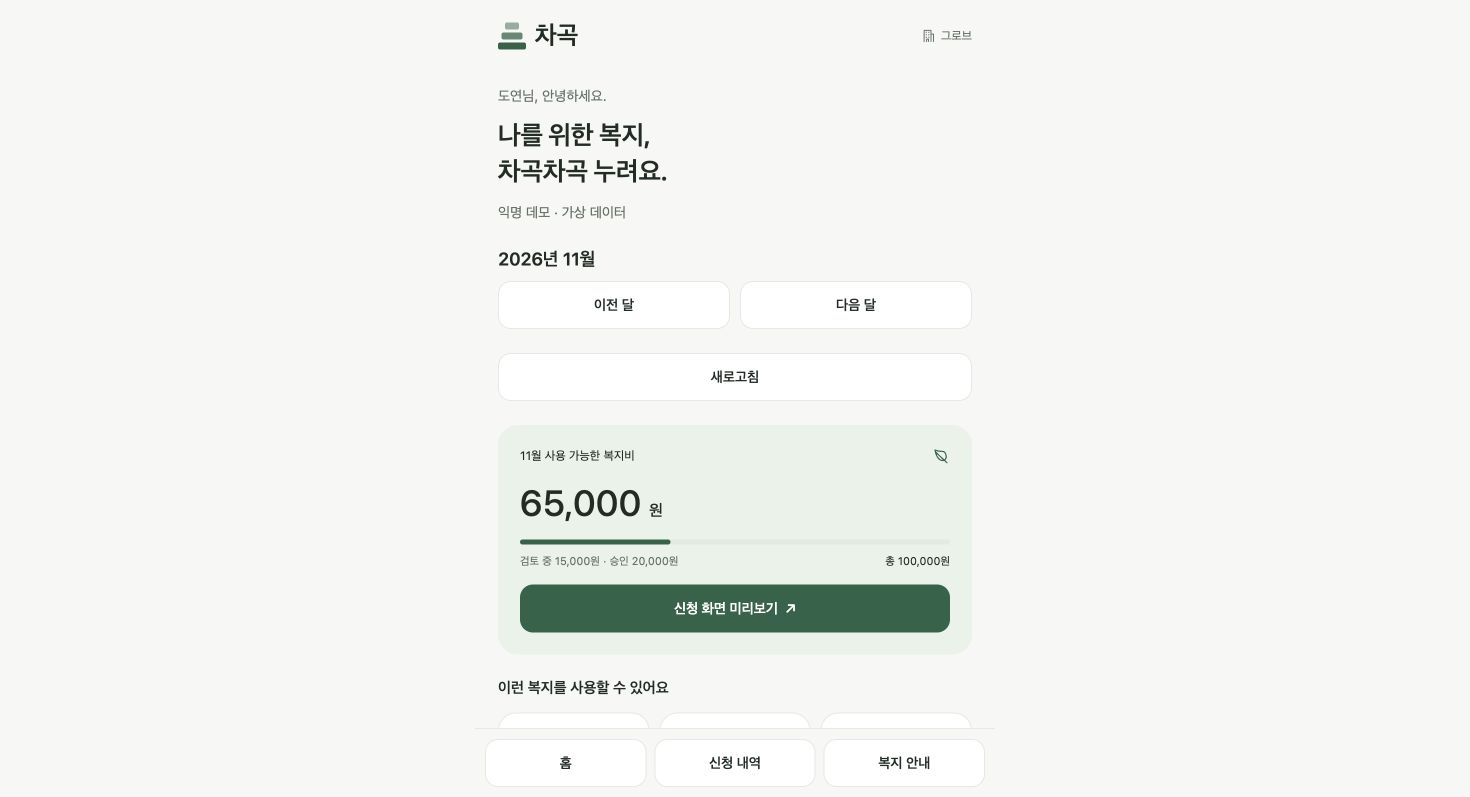 차곡
그로브
도연님, 안녕하세요.
나를 위한 복지,
차곡차곡 누려요.
익명 데모 · 가상 데이터
2026년 11월
이전 달
다음 달
새로고침
11월 사용 가능한 복지비
65,000 원
검토 중 15,000원 · 승인 20,000원
총 100,000원
신청 화면 미리보기
이런 복지를 사용할 수 있어요
홈
신청 내역
복지 안내